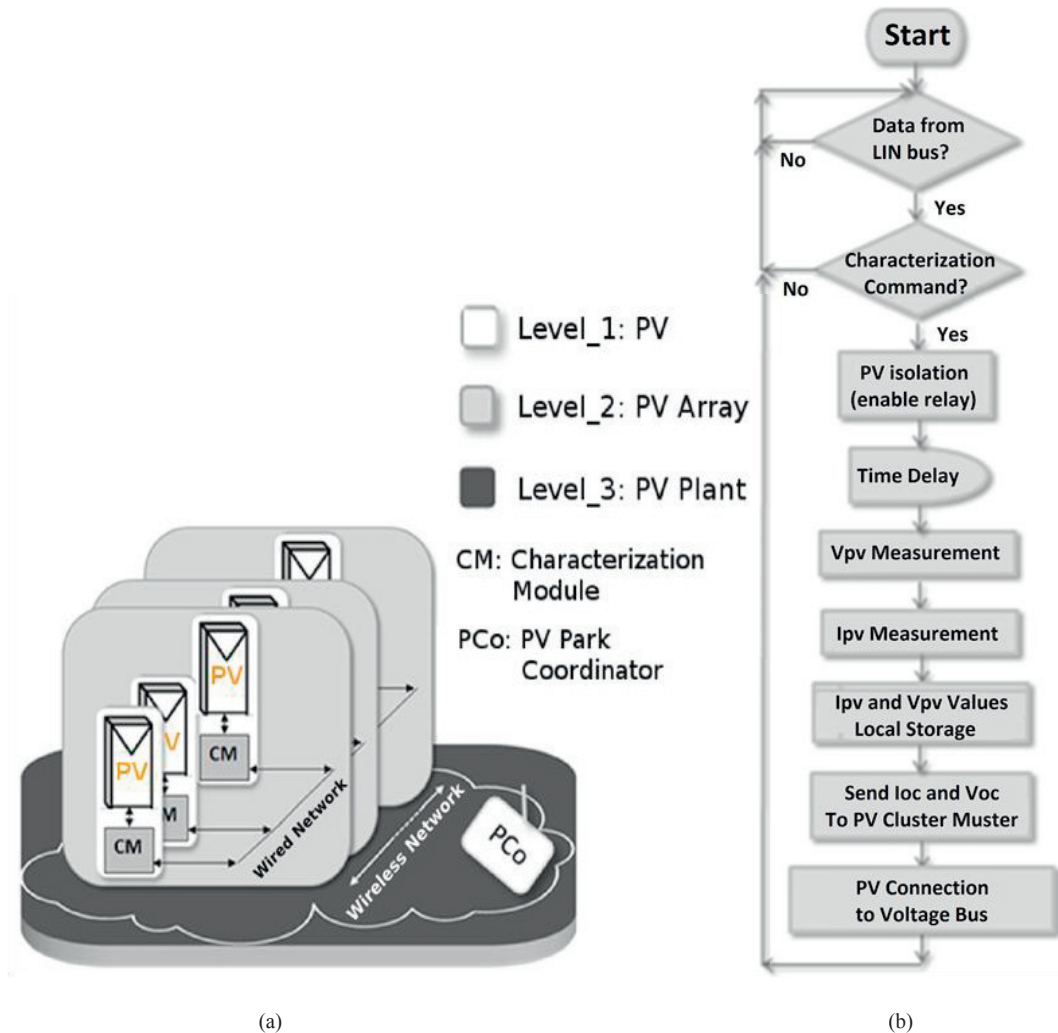 Level_1: PV
Level_2: PV Array
Level_3: PV Plant
CM: Characterization
Module
PCo: PV Park
Coordinator
PV
V
PV
CM
M
CM
Wired Network
Wireless Network
PCo
(a)
Start
Data from
LIN bus?
No
Yes
Characterization
Command?
No
Yes
PV isolation
(enable relay)
Time Delay
Vpv Measurement
Ipv Measurement
Ipv and Vpv Values
Local Storage
Send Ioc and Voc
To PV Cluster Muster
PV Connection
to Voltage Bus
(b)